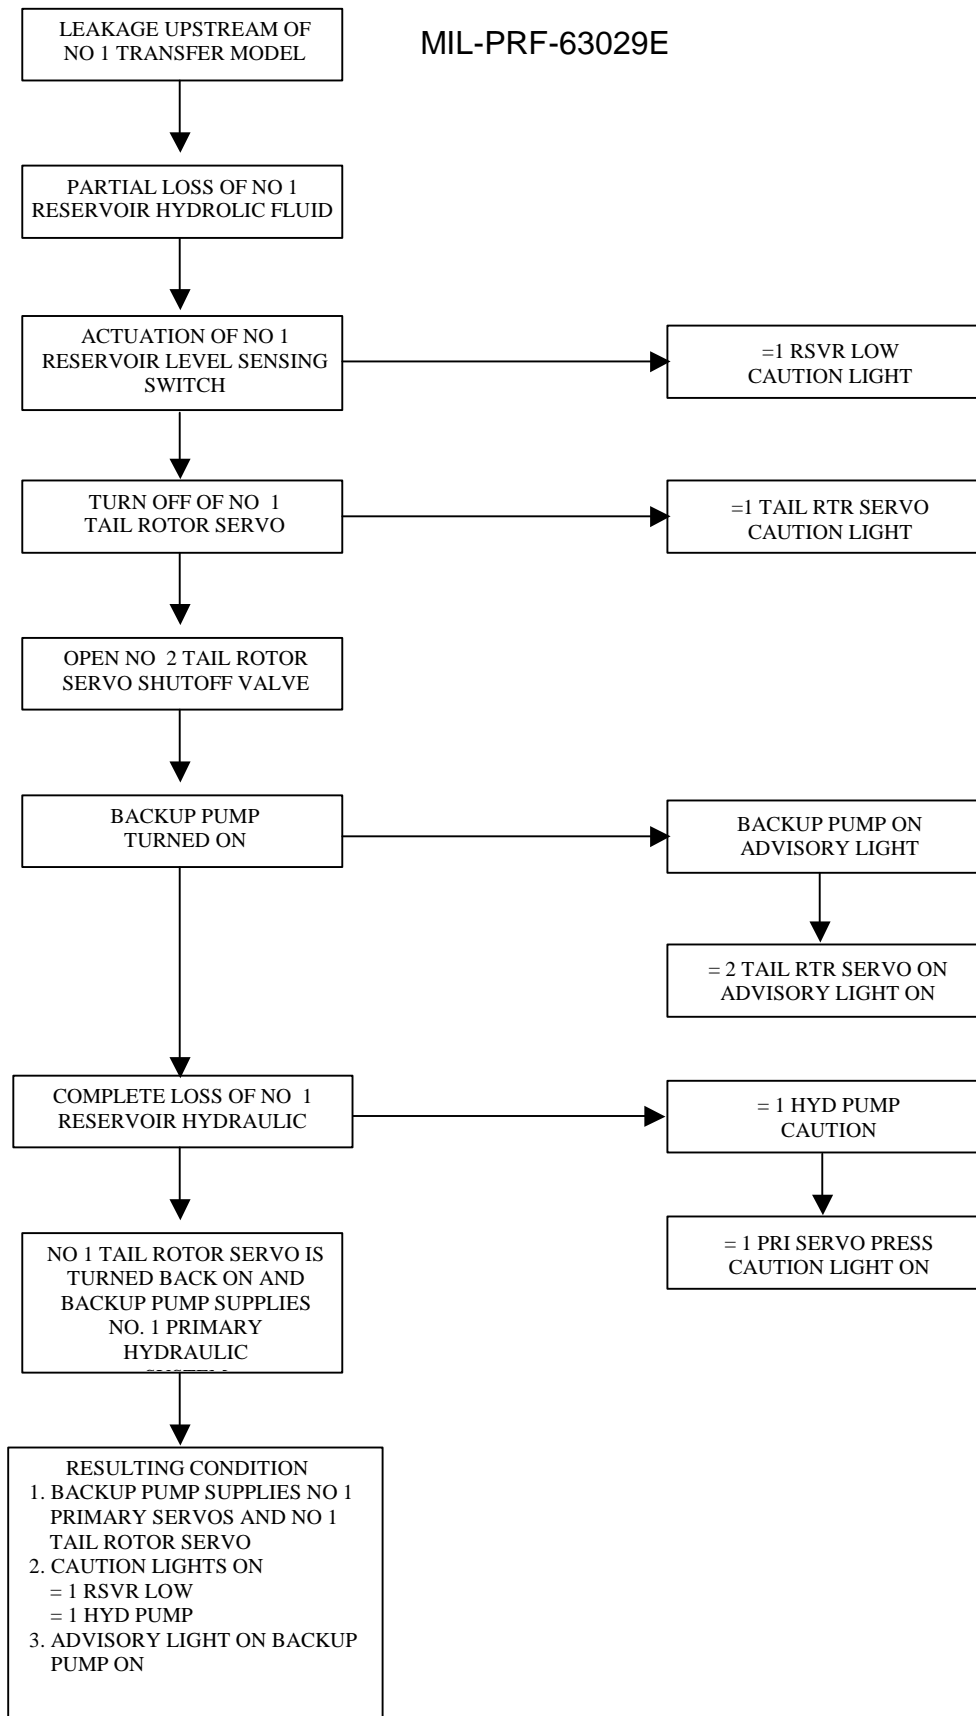 LEAKAGE UPSTREAM OF
NO 1 TRANSFER MODEL
MIL-PRF-63029E
PARTIAL LOSS OF NO 1
RESERVOIR HYDROLIC FLUID
ACTUATION OF NO 1
RESERVOIR LEVEL SENSING
SWITCH
=1 RSVR LOW
CAUTION LIGHT
TURN OFF OF NO 1
TAIL ROTOR SERVO
=1 TAIL RTR SERVO
CAUTION LIGHT
OPEN NO 2 TAIL ROTOR
SERVO SHUTOFF VALVE
BACKUP PUMP
TURNED ON
BACKUP PUMP ON
ADVISORY LIGHT
= 2 TAIL RTR SERVO ON
ADVISORY LIGHT ON
COMPLETE LOSS OF NO 1
RESERVOIR HYDRAULIC
= 1 HYD PUMP
CAUTION
= 1 PRI SERVO PRESS
CAUTION LIGHT ON
NO 1 TAIL ROTOR SERVO IS
TURNED BACK ON AND
BACKUP PUMP SUPPLIES
NO. 1 PRIMARY
HYDRAULIC
RESULTING CONDITION
1. BACKUP PUMP SUPPLIES NO 1
PRIMARY SERVOS AND NO 1
TAIL ROTOR SERVO
2. CAUTION LIGHTS ON
= 1 RSVR LOW
= 1 HYD PUMP
3. ADVISORY LIGHT ON BACKUP
PUMP ON